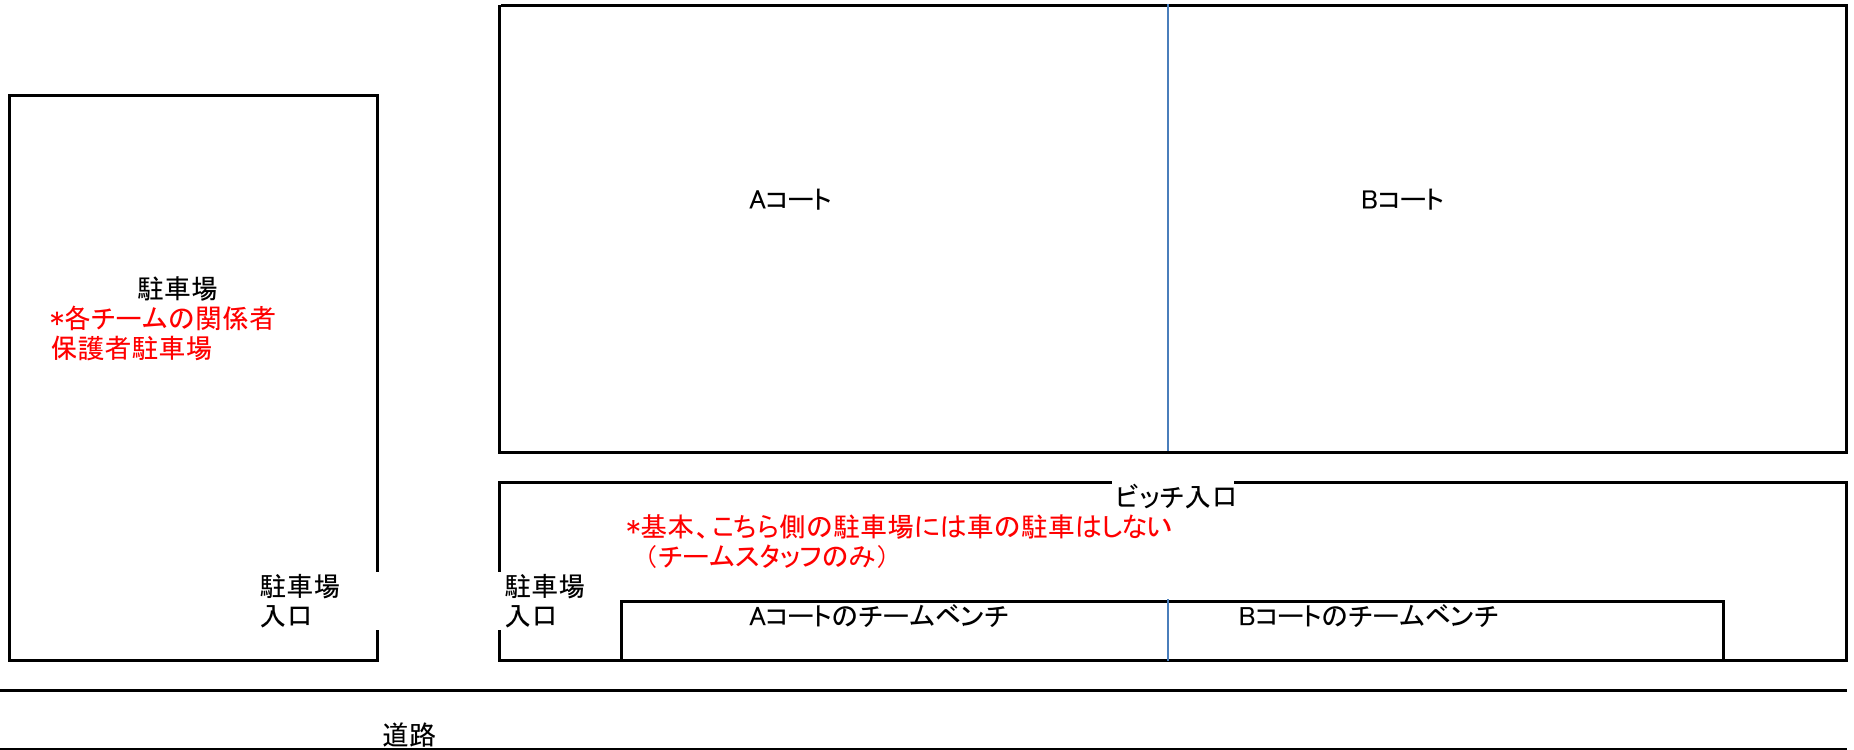 Aコート
Bコート
駐車場
*各チームの関係者
保護者駐車場
ピッチ入口
*基本、こちら側の駐車場には車の駐車はしない
（チームスタッフのみ）
駐車場
入口
駐車場
入口
Aコートのチームベンチ
Bコートのチームベンチ
道路